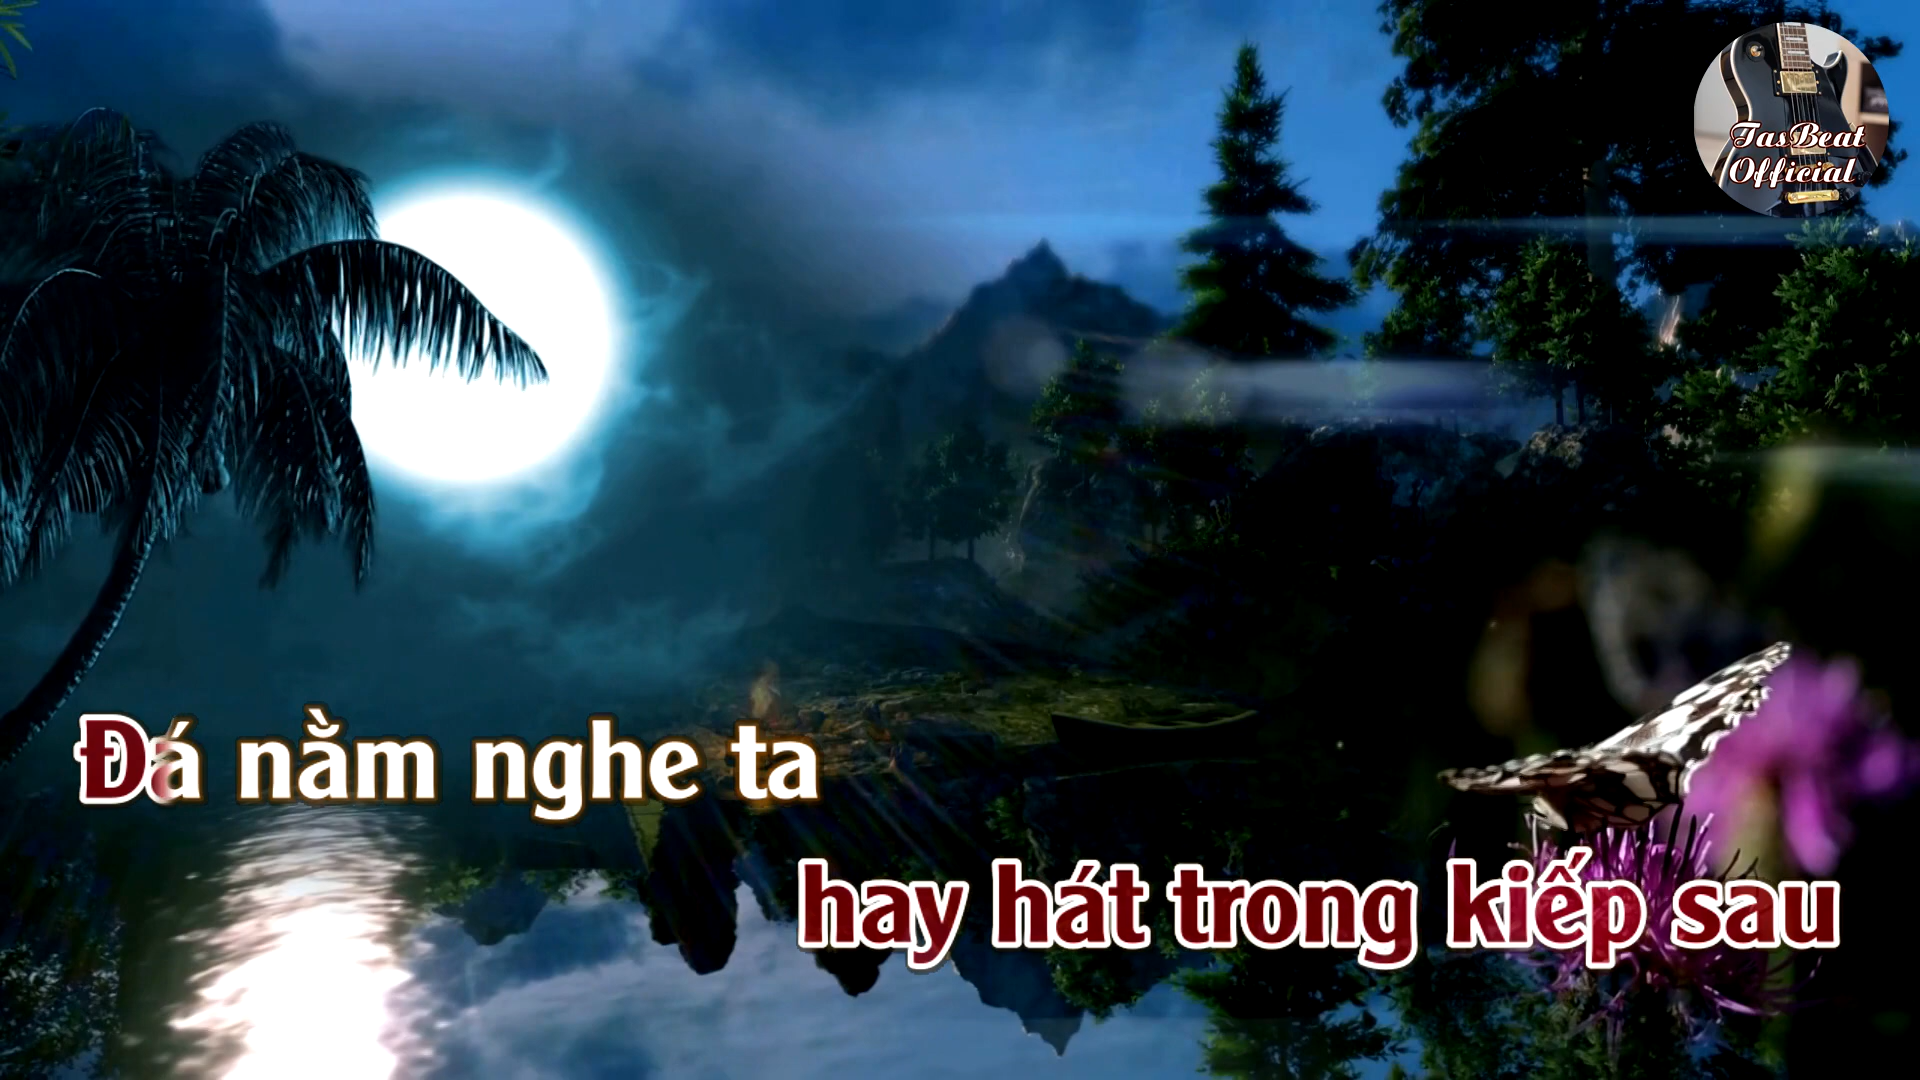 TasBeat
Official
Đá nằm nghe ta
hay hát trong kiếp sau